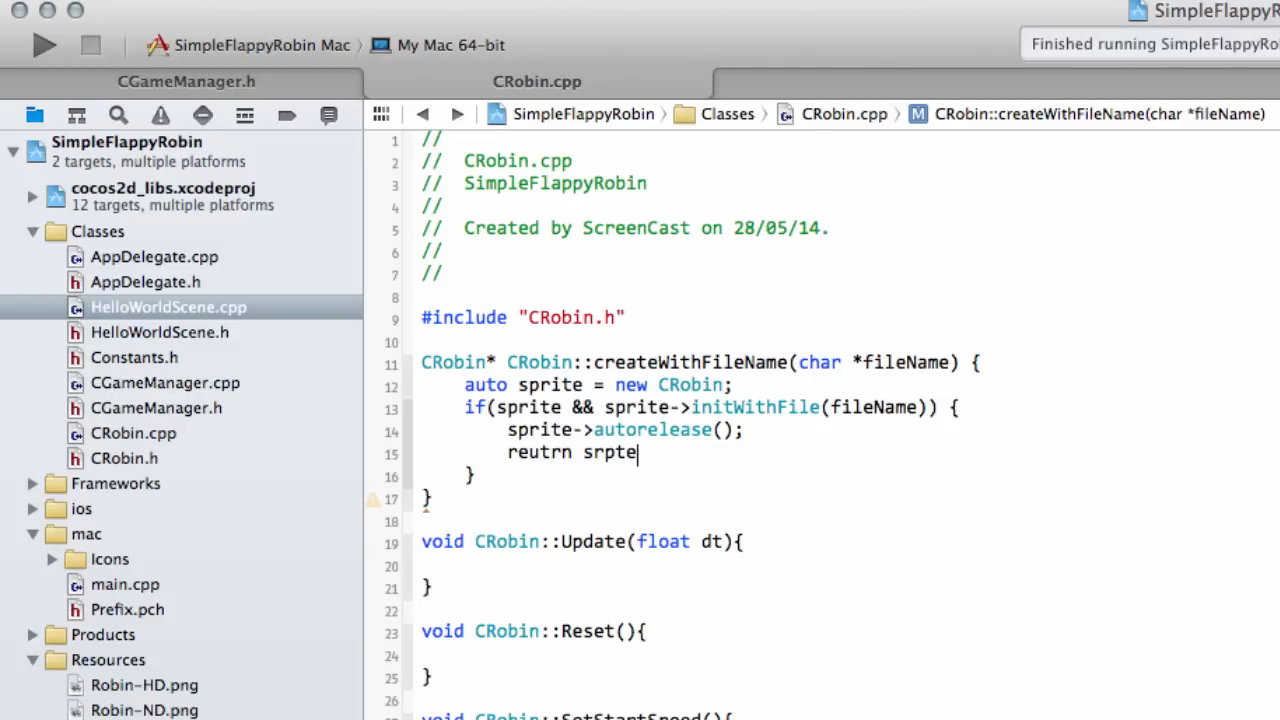 SimpleFlappyR
SimpleFlappyRobin Mac
My Mac 64-bit
Finished running SimpleFlappyRobin
CGameManager.h
CRobin.cpp
SimpleFlappyRobin
Classes
CRobin.cpp
M
CRobin::createWithFileName(char *fileName)
SimpleFlappyRobin
2 targets, multiple platforms
cocos2d_libs.xcodeproj
12 targets, multiple platforms
Classes
AppDelegate.cpp
AppDelegate.h
HelloWorldScene.cpp
HelloWorldScene.h
Constants.h
CGameManager.cpp
CGameManager.h
CRobin.cpp
CRobin.h
Frameworks
ios
mac
Icons
main.cpp
Prefix.pch
Products
Resources
Robin-HD.png
Robin-ND.png
1 //
2 // CRobin.cpp
3 // SimpleFlappyRobin
4 //
5 // Created by ScreenCast on 28/05/14.
6 //
7 //
8
9 #include "CRobin.h"
10
11 CRobin* CRobin::createWithFileName(char *fileName) {
12 auto sprite = new CRobin;
13 if(sprite && sprite->initWithFile(fileName)) {
14 sprite->autorelease();
15 reutrn srpte
16 }
17 }
18
19 void CRobin::Update(float dt){
20
21 }
22
23 void CRobin::Reset(){
24
25 }
26
void CRobin::SetStartSpeed(){